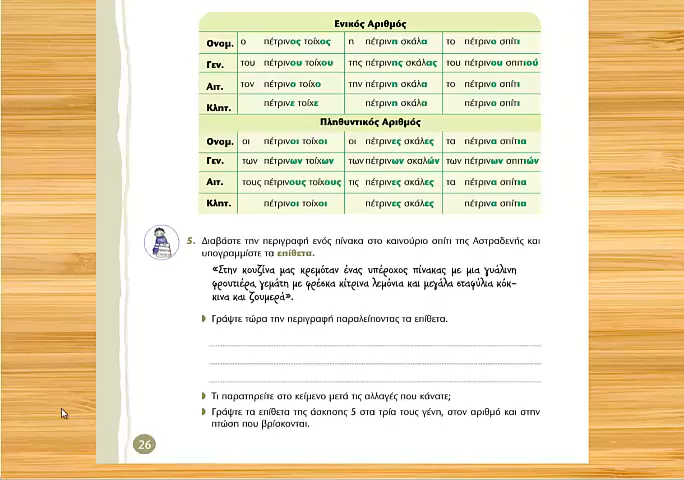 Ενικός Αριθμός
Ονομ. ο πέτρινος τοίχος η πέτρινη σκάλα το πέτρινο σπίτι
Γεν. του πέτρινου τοίχου της πέτρινης σκάλας του πέτρινου σπιτιού
Αιτ. τον πέτρινο τοίχο την πέτρινη σκάλα το πέτρινο σπίτι
Κλητ. πέτρινε τοίχε πέτρινη σκάλα πέτρινο σπίτι
Πληθυντικός Αριθμός
Ονομ. οι πέτρινοι τοίχοι οι πέτρινες σκάλες τα πέτρινα σπίτια
Γεν. των πέτρινων τοίχων των πέτρινων σκαλών των πέτρινων σπιτιών
Αιτ. τους πέτρινους τοίχους τις πέτρινες σκάλες τα πέτρινα σπίτια
Κλητ. πέτρινοι τοίχοι πέτρινες σκάλες πέτρινα σπίτια
5. Διαβάστε την περιγραφή ενός πίνακα στο καινούριο σπίτι της Αστραδενής και
υπογραμμίστε τα επίθετα.
«Στην κουζίνα μας κρεμόταν ένας υπέροχος πίνακας με μια γυάλινη
φρουτιέρα, γεμάτη με φρέσκα κίτρινα λεμόνια και μεγάλα σταφύλια κόκ-
κινα και ζουμερά».
Γράψτε τώρα την περιγραφή παραλείποντας τα επίθετα.
Τι παρατηρείτε στο κείμενο μετά τις αλλαγές που κάνατε;
Γράψτε τα επίθετα της άσκησης 5 στα τρία τους γένη, στον αριθμό και στην
πτώση που βρίσκονται.
26